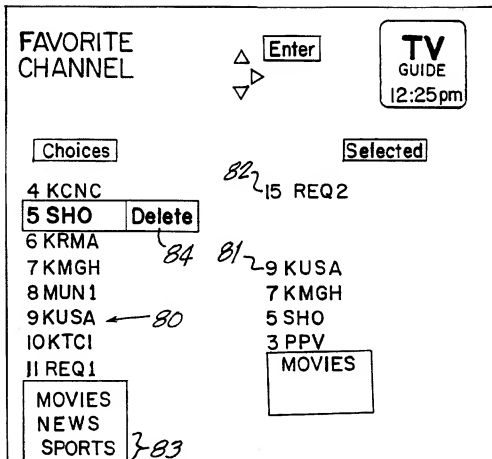 FAVORITE
CHANNEL
Enter
TV
GUIDE
12:25pm
Choices
Selected
4 KCNC
5 SHO Delete
6 KRMA
7 KMGH
8 MUN1
9 KUSA
10 KTCI
11 REQ1
MOVIES
NEWS
SPORTS
80
84
83
82
15 REQ2
81
9 KUSA
7 KMGH
5 SHO
3 PPV
MOVIES